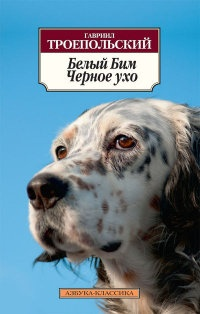 ГАВРИИЛ
ТРОЕПОЛЬСКИЙ
Белый Бим
Черное ухо
АЗБУКА-КЛАССИКА